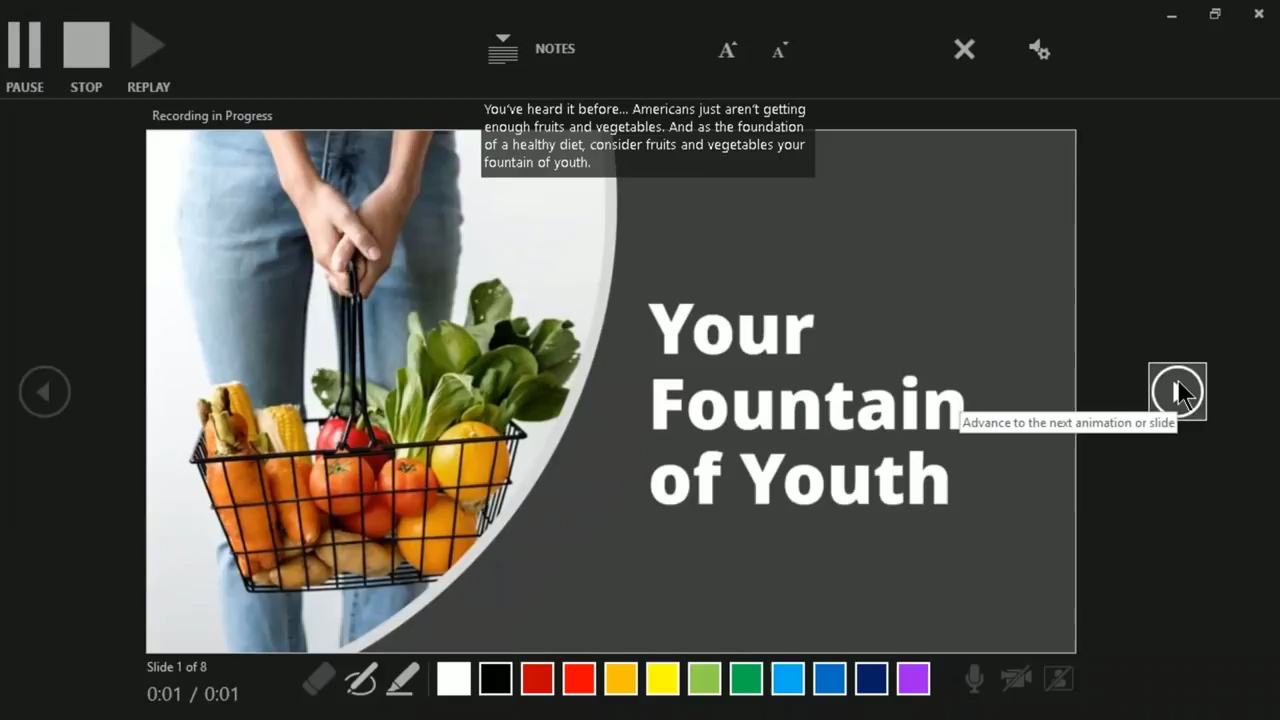 NOTES
A A
PAUSE STOP REPLAY
Recording in Progress
You've heard it before... Americans just aren't getting
enough fruits and vegetables. And as the foundation
of a healthy diet, consider fruits and vegetables your
fountain of youth.
Your
Fountain
of Youth
Advance to the next animation or slide
Slide 1 of 8
0:01 / 0:01